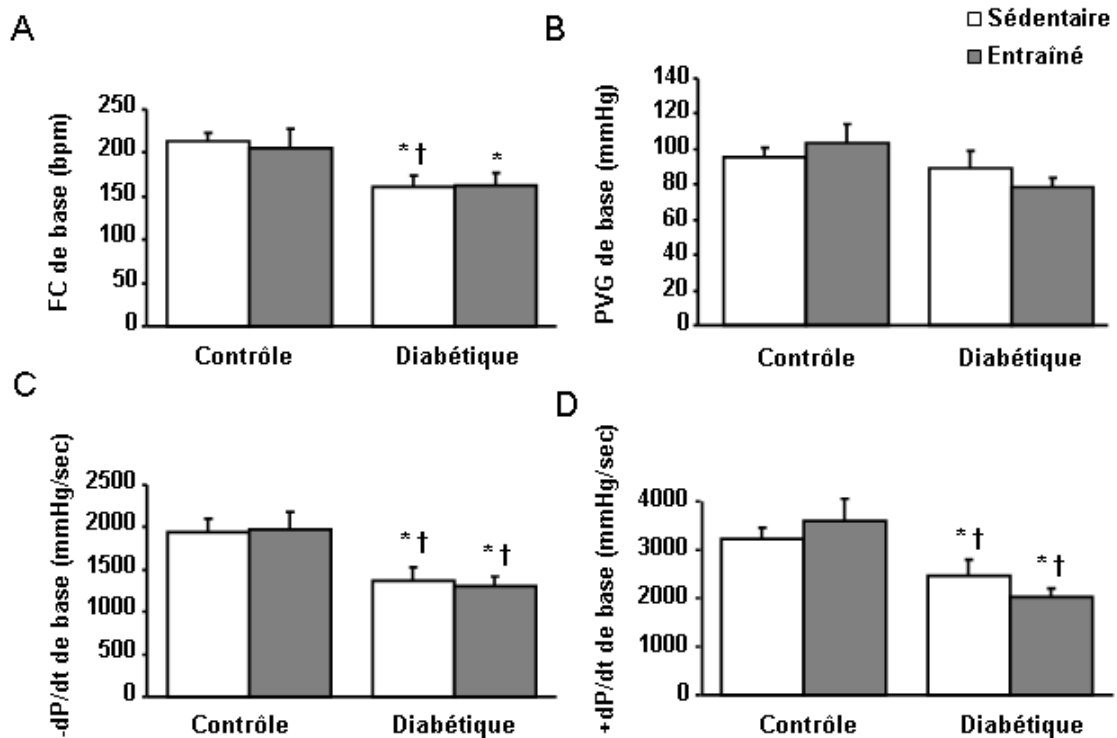 Sédentaire
Entraîné
A
FC de base (bpm)
250
200
150
100
50
0
* †
*
Contrôle
Diabétique
B
PVG de base (mmHg)
140
120
100
80
60
40
20
0
Contrôle
Diabétique
C
-dP/dt de base (mmHg/sec)
2500
2000
1500
1000
500
0
* †
* †
Contrôle
Diabétique
D
+dP/dt de base (mmHg/sec)
4000
3000
2000
1000
0
* †
* †
Contrôle
Diabétique